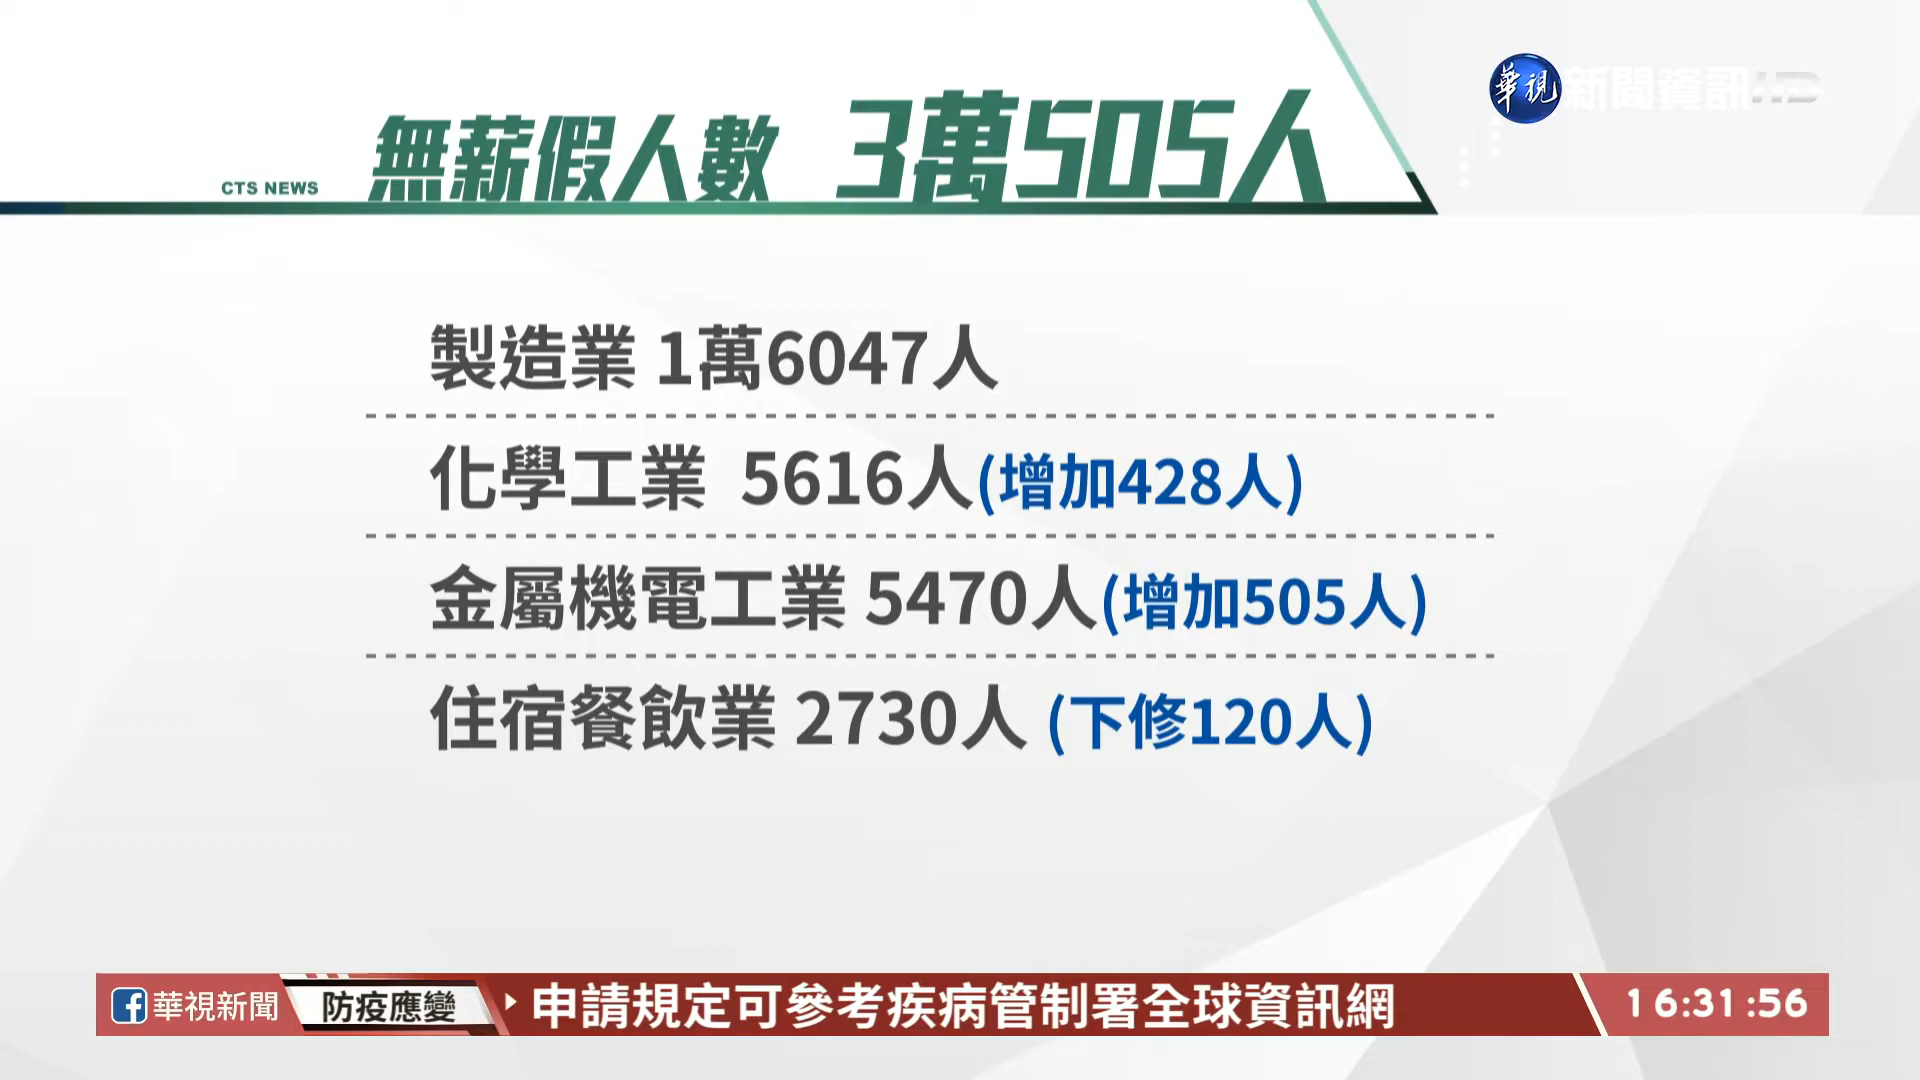 華視 新聞資訊HD
CTS NEWS 無薪假人數 3萬505人
製造業 1萬6047人
化學工業 5616人(增加428人)
金屬機電工業 5470人(增加505人)
住宿餐飲業 2730人 (下修120人)
華視新聞 防疫應變 申請規定可參考疾病管制署全球資訊網 16:31:56